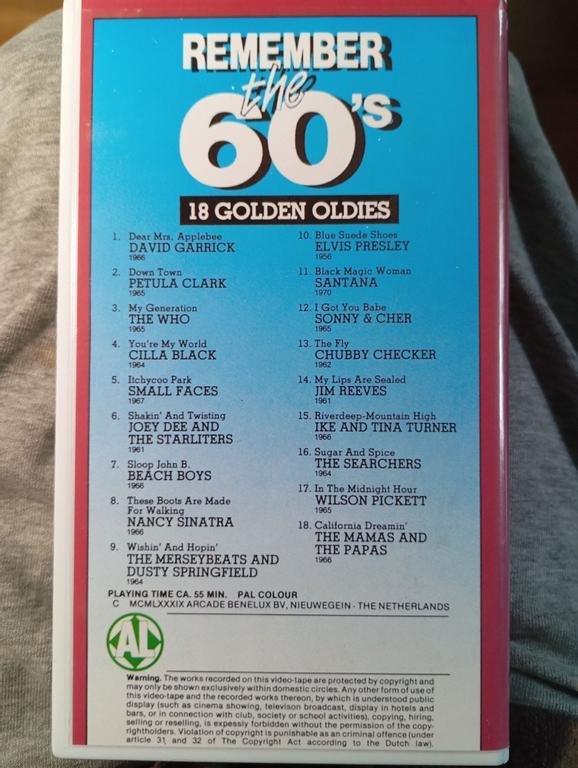 REMEMBER
the
60's
18 GOLDEN OLDIES
1. Dear Mrs. Applebee
DAVID GARRICK
1966
2. Down Town
PETULA CLARK
1965
3. My Generation
THE WHO
1965
4. You're My World
CILLA BLACK
1964
5. Itchycoo Park
SMALL FACES
1967
6. Shakin' And Twisting
JOEY DEE AND
THE STARLITERS
1961
7. Sloop John B.
BEACH BOYS
1966
8. These Boots Are Made
For Walking
NANCY SINATRA
1966
9. Wishin' And Hopin'
THE MERSEYBEATS AND
DUSTY SPRINGFIELD
1964
10. Blue Suede Shoes
ELVIS PRESLEY
1956
11. Black Magic Woman
SANTANA
1970
12. I Got You Babe
SONNY & CHER
1965
13. The Fly
CHUBBY CHECKER
1962
14. My Lips Are Sealed
JIM REEVES
1961
15. Riverdeep-Mountain High
IKE AND TINA TURNER
1966
16. Sugar And Spice
THE SEARCHERS
1964
17. In The Midnight Hour
WILSON PICKETT
1965
18. California Dreamin'
THE MAMAS AND
THE PAPAS
1966
PLAYING TIME CA. 55 MIN. PAL COLOUR
C MCMLXXXIX ARCADE BENELUX BV, NIEUWEGEIN - THE NETHERLANDS
AL
Warning. The works recorded on this video-tape are protected by copyright and
may only be shown exclusively within domestic circles. Any other form of use of
this video-tape and the recorded works thereon, by which is understood public
display (such as cinema showing, televison broadcast, display in hotels and
bars, or in connection with club, society or school activities), copying, hiring,
selling or reselling, is expessly forbidden without the permission of the copy-
rightholders. Violation of copyright is punishable as an criminal offence (under
article 31 and 32 of The Copyright Act according to the Dutch law).